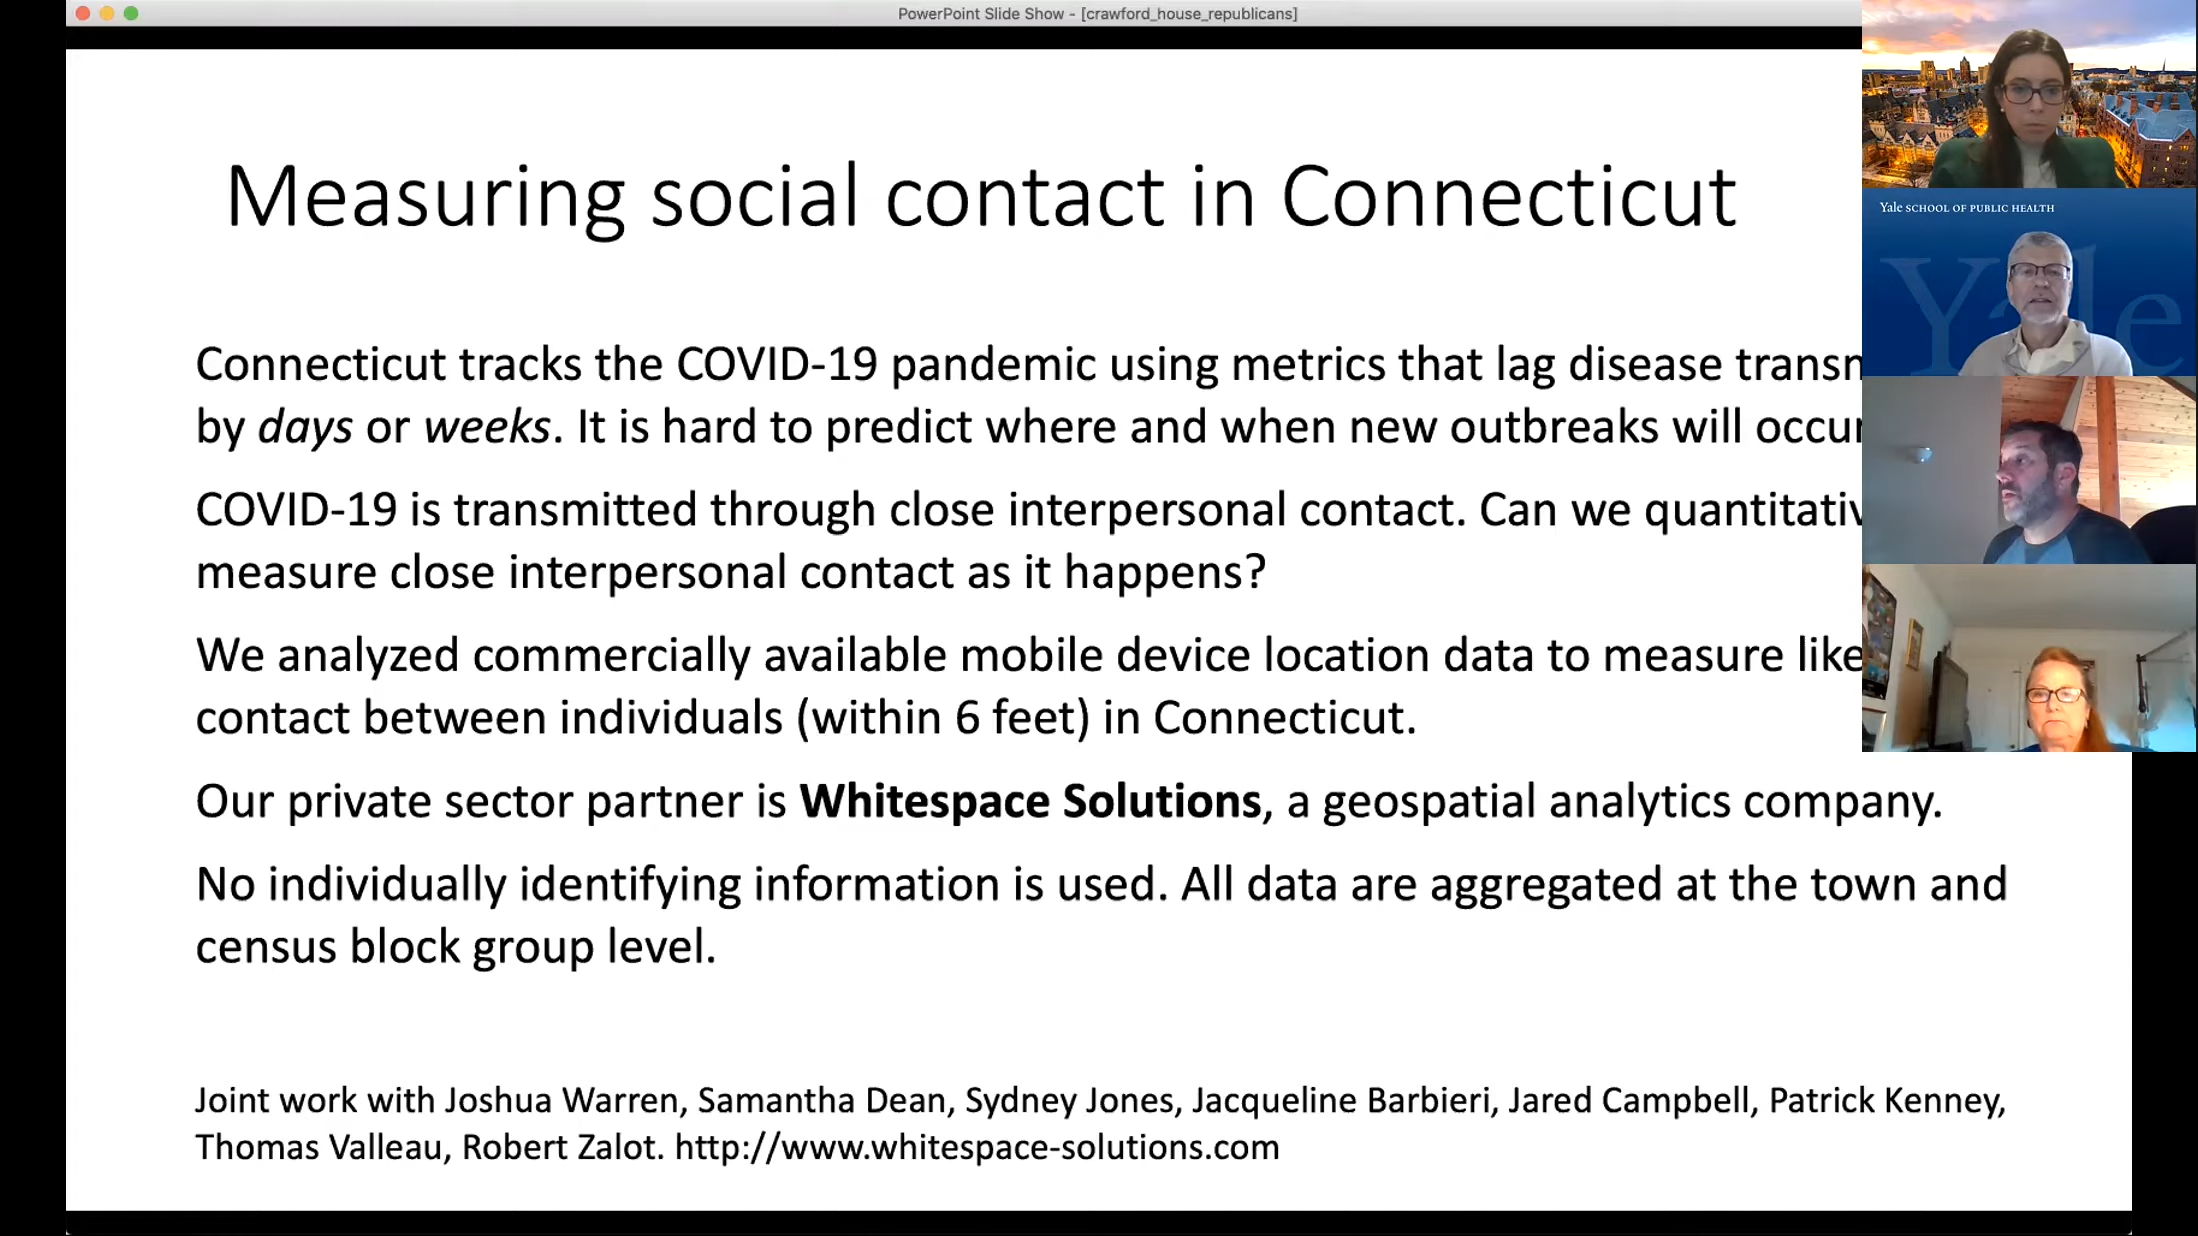 PowerPoint Slide Show - [crawford_house_republicans]
Measuring social contact in Connecticut
Yale SCHOOL OF PUBLIC HEALTH
Yale
Connecticut tracks the COVID-19 pandemic using metrics that lag disease transm
by days or weeks. It is hard to predict where and when new outbreaks will occur
COVID-19 is transmitted through close interpersonal contact. Can we quantitativ
measure close interpersonal contact as it happens?
We analyzed commercially available mobile device location data to measure like
contact between individuals (within 6 feet) in Connecticut.
Our private sector partner is Whitespace Solutions, a geospatial analytics company.
No individually identifying information is used. All data are aggregated at the town and
census block group level.
Joint work with Joshua Warren, Samantha Dean, Sydney Jones, Jacqueline Barbieri, Jared Campbell, Patrick Kenney,
Thomas Valleau, Robert Zalot. http://www.whitespace-solutions.com